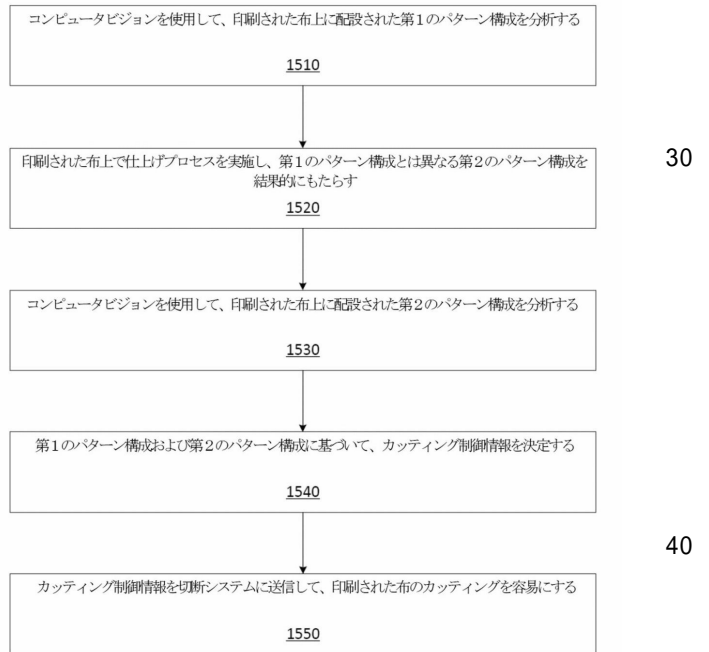 コンピュータビジョンを使用して、印刷された布上に配設された第1のパターン構成を分析する
1510
30
印刷された布上で仕上げプロセスを実施し、第1のパターン構成とは異なる第2のパターン構成を
結果的にもたらす
1520
コンピュータビジョンを使用して、印刷された布上に配設された第2のパターン構成を分析する
1530
第1のパターン構成および第2のパターン構成に基づいて、カッティング制御情報を決定する
1540
40
カッティング制御情報を切断システムに送信して、印刷された布のカッティングを容易にする
1550